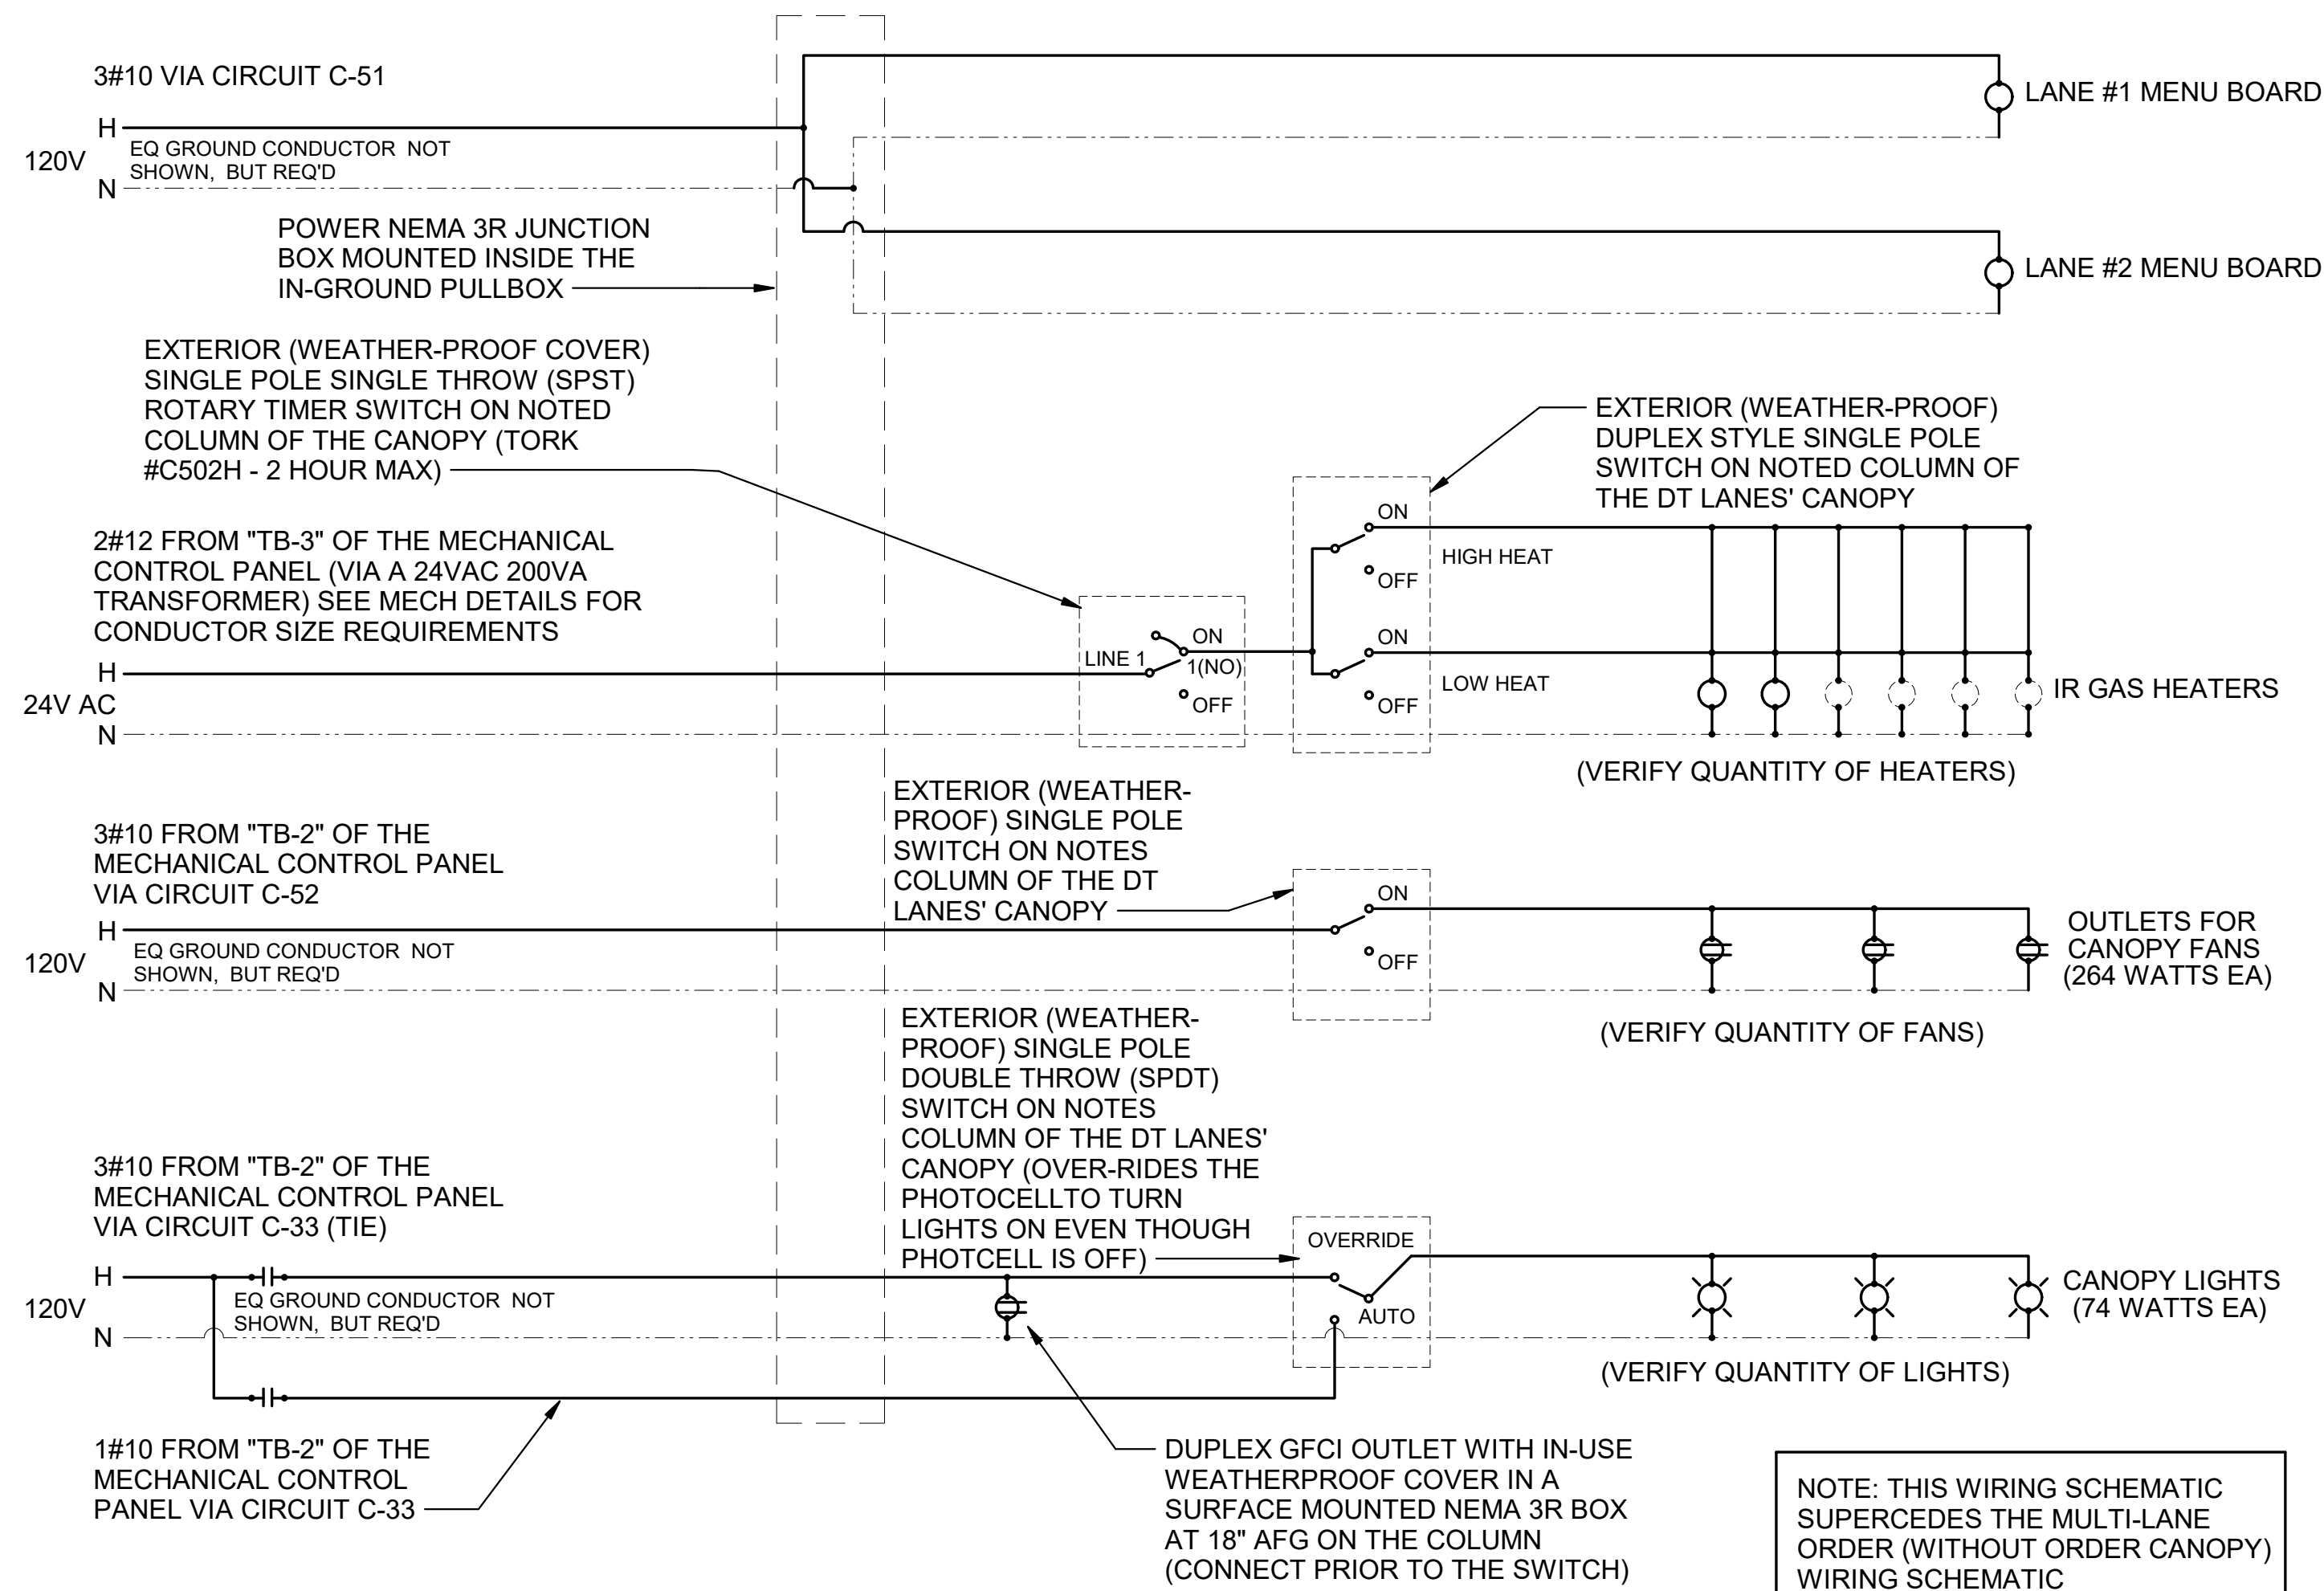 3#10 VIA CIRCUIT C-51
H
120V
EQ GROUND CONDUCTOR NOT
SHOWN, BUT REQ'D
N
LANE #1 MENU BOARD
LANE #2 MENU BOARD
POWER NEMA 3R JUNCTION
BOX MOUNTED INSIDE THE
IN-GROUND PULLBOX
EXTERIOR (WEATHER-PROOF COVER)
SINGLE POLE SINGLE THROW (SPST)
ROTARY TIMER SWITCH ON NOTED
COLUMN OF THE CANOPY (TORK
#C502H - 2 HOUR MAX)
EXTERIOR (WEATHER-PROOF)
DUPLEX STYLE SINGLE POLE
SWITCH ON NOTED COLUMN OF
THE DT LANES' CANOPY
2#12 FROM "TB-3" OF THE MECHANICAL
CONTROL PANEL (VIA A 24VAC 200VA
TRANSFORMER) SEE MECH DETAILS FOR
CONDUCTOR SIZE REQUIREMENTS
H
24V AC
N
LINE 1
ON
1(NO)
OFF
ON
OFF
HIGH HEAT
ON
OFF
LOW HEAT
IR GAS HEATERS
(VERIFY QUANTITY OF HEATERS)
EXTERIOR (WEATHER-
PROOF) SINGLE POLE
SWITCH ON NOTES
COLUMN OF THE DT
LANES' CANOPY
3#10 FROM "TB-2" OF THE
MECHANICAL CONTROL PANEL
VIA CIRCUIT C-52
H
120V
EQ GROUND CONDUCTOR NOT
SHOWN, BUT REQ'D
N
ON
OFF
OUTLETS FOR
CANOPY FANS
(264 WATTS EA)
(VERIFY QUANTITY OF FANS)
EXTERIOR (WEATHER-
PROOF) SINGLE POLE
DOUBLE THROW (SPDT)
SWITCH ON NOTES
COLUMN OF THE DT LANES'
CANOPY (OVER-RIDES THE
PHOTOCELLTO TURN
LIGHTS ON EVEN THOUGH
PHOTCELL IS OFF)
3#10 FROM "TB-2" OF THE
MECHANICAL CONTROL PANEL
VIA CIRCUIT C-33 (TIE)
H
120V
EQ GROUND CONDUCTOR NOT
SHOWN, BUT REQ'D
N
OVERRIDE
AUTO
CANOPY LIGHTS
(74 WATTS EA)
(VERIFY QUANTITY OF LIGHTS)
1#10 FROM "TB-2" OF THE
MECHANICAL CONTROL
PANEL VIA CIRCUIT C-33
DUPLEX GFCI OUTLET WITH IN-USE
WEATHERPROOF COVER IN A
SURFACE MOUNTED NEMA 3R BOX
AT 18" AFG ON THE COLUMN
(CONNECT PRIOR TO THE SWITCH)
NOTE: THIS WIRING SCHEMATIC
SUPERCEDES THE MULTI-LANE
ORDER (WITHOUT ORDER CANOPY)
WIRING SCHEMATIC